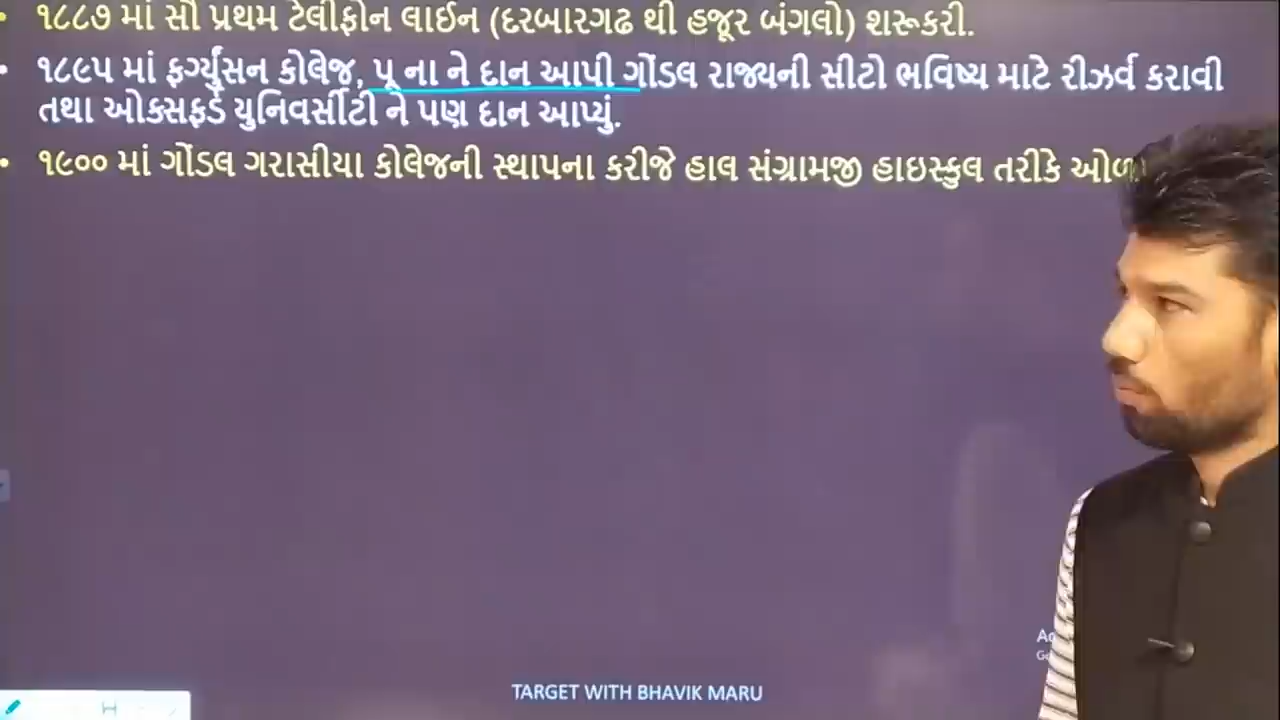 • ૧૮૮૭ માં સૌ પ્રથમ ટેલીફોન લાઈન (દરબારગઢ થી હજૂર બંગલો) શરૂકરી.
• ૧૮૯૫ માં ફર્ગ્યુંસન કોલેજ, પૂ ના ને દાન આપી ગોંડલ રાજ્યની સીટો ભવિષ્ય માટે રીઝર્વ કરાવી
તથા ઓક્સફર્ડ યુનિવર્સીટી ને પણ દાન આપ્યું.
• ૧૯૦૦ માં ગોંડલ ગરાસીયા કોલેજની સ્થાપના કરીજે હાલ સંગ્રામજી હાઇસ્કુલ તરીકે
TARGET WITH BHAVIK MARU